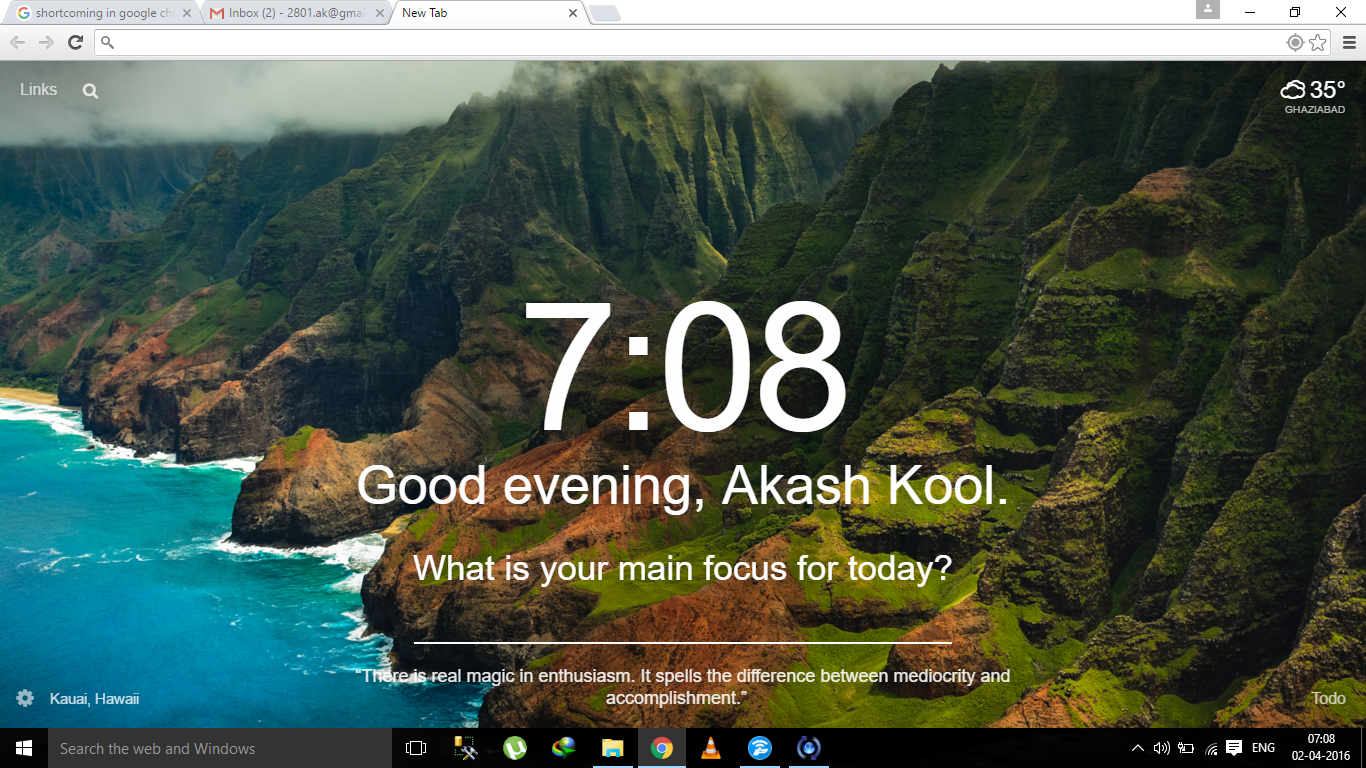 shortcoming in google ch
Inbox (2) - 2801.ak@gmai
New Tab
Links
35°
GHAZIABAD
7:08
Good evening, Akash Kool.
What is your main focus for today?
“There is real magic in enthusiasm. It spells the difference between mediocrity and
accomplishment.”
Kauai, Hawaii
Todo
Search the web and Windows
ENG
07:08
02-04-2016